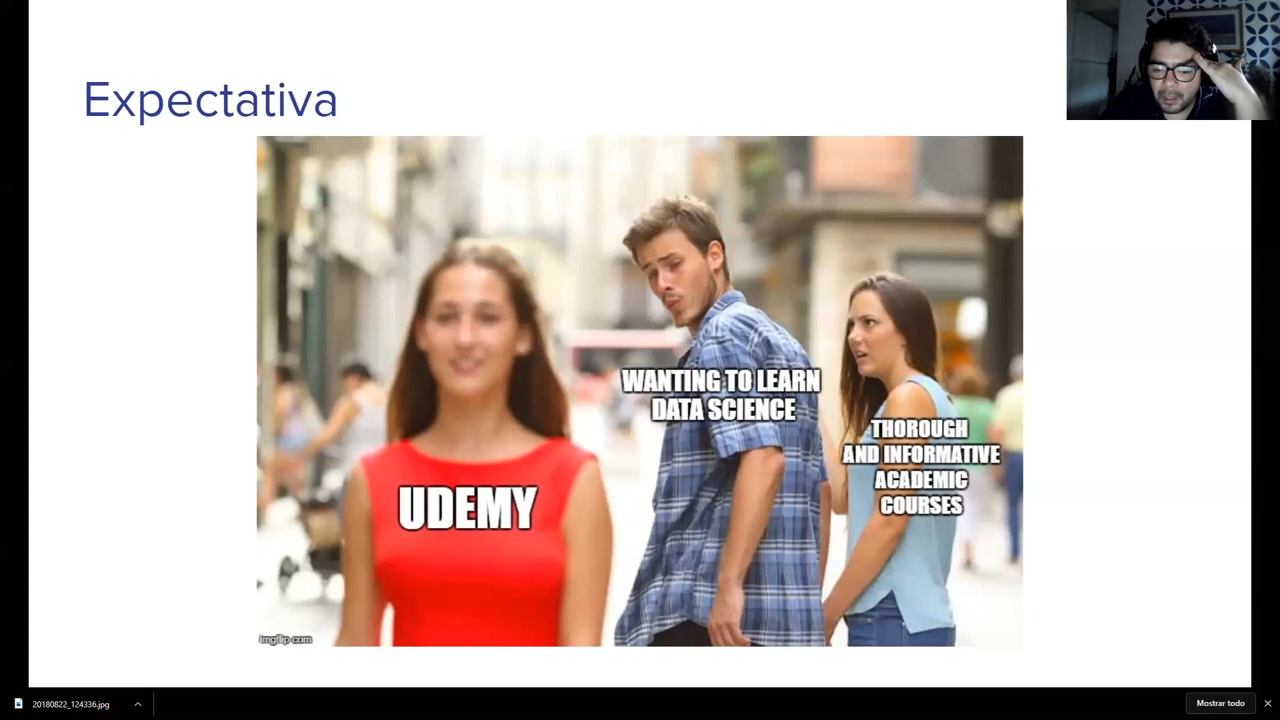 Expectativa
WANTING TO LEARN
DATA SCIENCE
THOROUGH
AND INFORMATIVE
ACADEMIC
COURSES
UDEMY
imgflip.com
20180822_124336.jpg
Mostrar todo